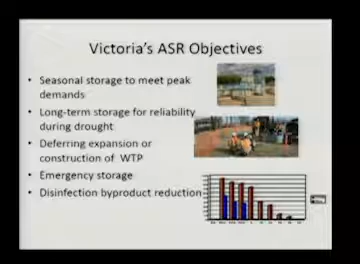 Victoria's ASR Objectives
• Seasonal storage to meet peak
demands
• Long-term storage for reliability
during drought
• Deferring expansion or
construction of WTP
• Emergency storage
• Disinfection byproduct reduction